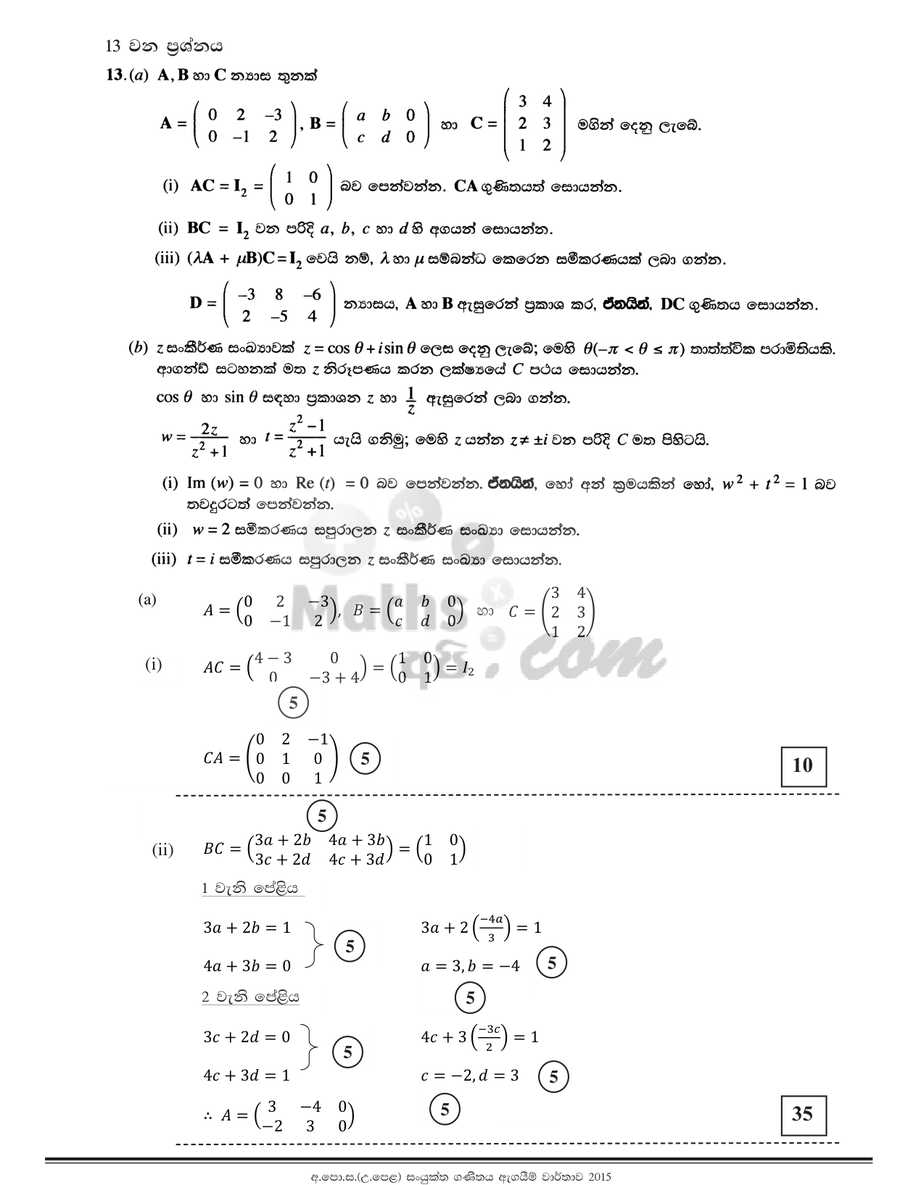 13 වන ප්‍රශ්නය
13.(a) A, B හා C න්‍යාස තුනක්
A = ( 0 2 −3 ; 0 −1 2 ), B = ( a b 0 ; c d 0 ) හා C = ( 3 4 ; 2 3 ; 1 2 ) මගින් දෙනු ලැබේ.
(i) AC = I₂ = ( 1 0 ; 0 1 ) බව පෙන්වන්න. CA ගුණිතයත් සොයන්න.
(ii) BC = I₂ වන පරිදි a, b, c හා d හි අගයන් සොයන්න.
(iii) (λA + μB)C = I₂ වෙයි නම්, λ හා μ සම්බන්ධ කෙරෙන සමීකරණයක් ලබා ගන්න.
D = ( −3 8 −6 ; 2 −5 4 ) න්‍යාසය, A හා B ඇසුරෙන් ප්‍රකාශ කර, ඒනයින්, DC ගුණිතය සොයන්න.
(b) z සංකීර්ණ සංඛ්‍යාවක් z = cos θ + i sin θ ලෙස දෙනු ලැබේ; මෙහි θ(−π < θ ≤ π) තාත්ත්වික පරාමිතියකි.
ආගන්ඩ් සටහනක් මත z නිරූපණය කරන ලක්ෂ්‍යයේ C පථය සොයන්න.
cos θ හා sin θ සඳහා ප්‍රකාශන z හා 1/z ඇසුරෙන් ලබා ගන්න.
w = 2z/(z² + 1) හා t = (z² − 1)/(z² + 1) යැයි ගනිමු; මෙහි z යන්න z ≠ ±i වන පරිදි C මත පිහිටයි.
(i) Im (w) = 0 හා Re (t) = 0 බව පෙන්වන්න. ඒනයින්, හෝ අන් ක්‍රමයකින් හෝ, w² + t² = 1 බව
තවදුරටත් පෙන්වන්න.
(ii) w = 2 සමීකරණය සපුරාලන z සංකීර්ණ සංඛ්‍යා සොයන්න.
(iii) t = i සමීකරණය සපුරාලන z සංකීර්ණ සංඛ්‍යා සොයන්න.
Maths අපි .com
(a) A = ( 0 2 −3 ; 0 −1 2 ), B = ( a b 0 ; c d 0 ) හා C = ( 3 4 ; 2 3 ; 1 2 )
(i) AC = ( 4 − 3 0 ; 0 −3 + 4 ) = ( 1 0 ; 0 1 ) = I₂
5
CA = ( 0 2 −1 ; 0 1 0 ; 0 0 1 ) 5
10
5
(ii) BC = ( 3a + 2b 4a + 3b ; 3c + 2d 4c + 3d ) = ( 1 0 ; 0 1 )
1 වැනි පේළිය
3a + 2b = 1 3a + 2(−4a/3) = 1
5
4a + 3b = 0 a = 3, b = −4 5
2 වැනි පේළිය 5
3c + 2d = 0 4c + 3(−3c/2) = 1
5
4c + 3d = 1 c = −2, d = 3 5
∴ A = ( 3 −4 0 ; −2 3 0 ) 5
35
අ.පො.ස.(උ.පෙළ) සංයුක්ත ගණිතය ඇගයීම් වාර්තාව 2015